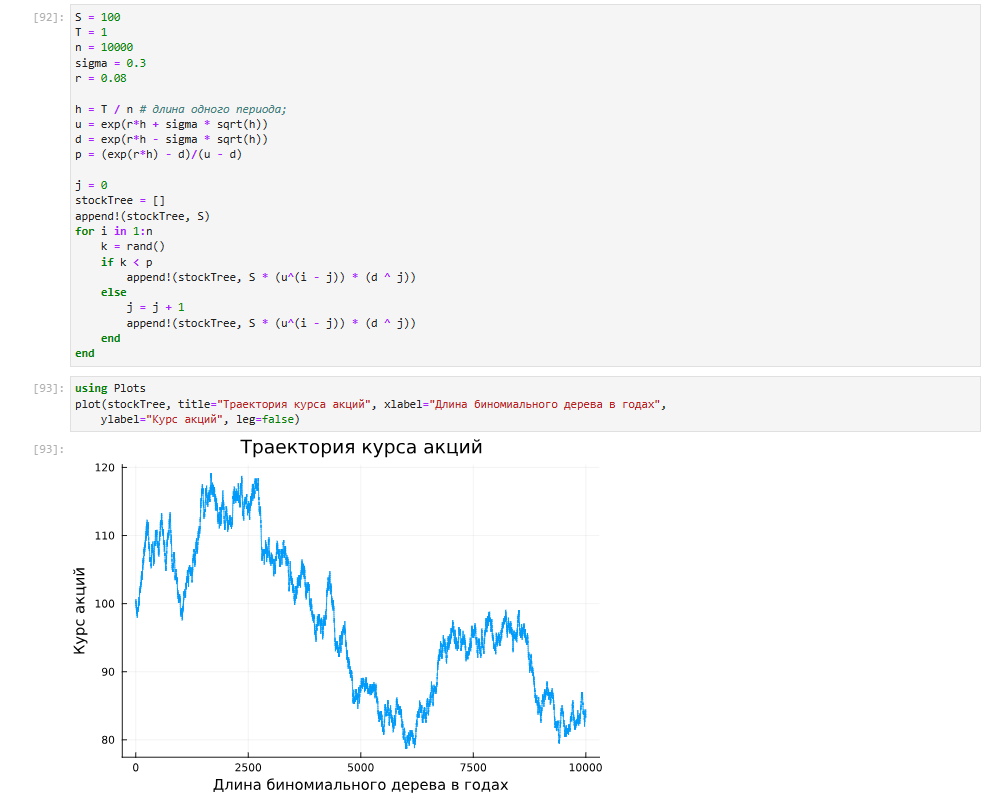 [92]:
S = 100
T = 1
n = 10000
sigma = 0.3
r = 0.08
h = T / n # длина одного периода;
u = exp(r*h + sigma * sqrt(h))
d = exp(r*h - sigma * sqrt(h))
p = (exp(r*h) - d)/(u - d)
j = 0
stockTree = []
append!(stockTree, S)
for i in 1:n
    k = rand()
    if k < p
        append!(stockTree, S * (u^(i - j)) * (d ^ j))
    else
        j = j + 1
        append!(stockTree, S * (u^(i - j)) * (d ^ j))
    end
end
[93]:
using Plots
plot(stockTree, title="Траектория курса акций", xlabel="Длина биномиального дерева в годах",
    ylabel="Курс акций", leg=false)
[93]:
Траектория курса акций
120
110
100
90
80
Курс акций
0 2500 5000 7500 10000
Длина биномиального дерева в годах